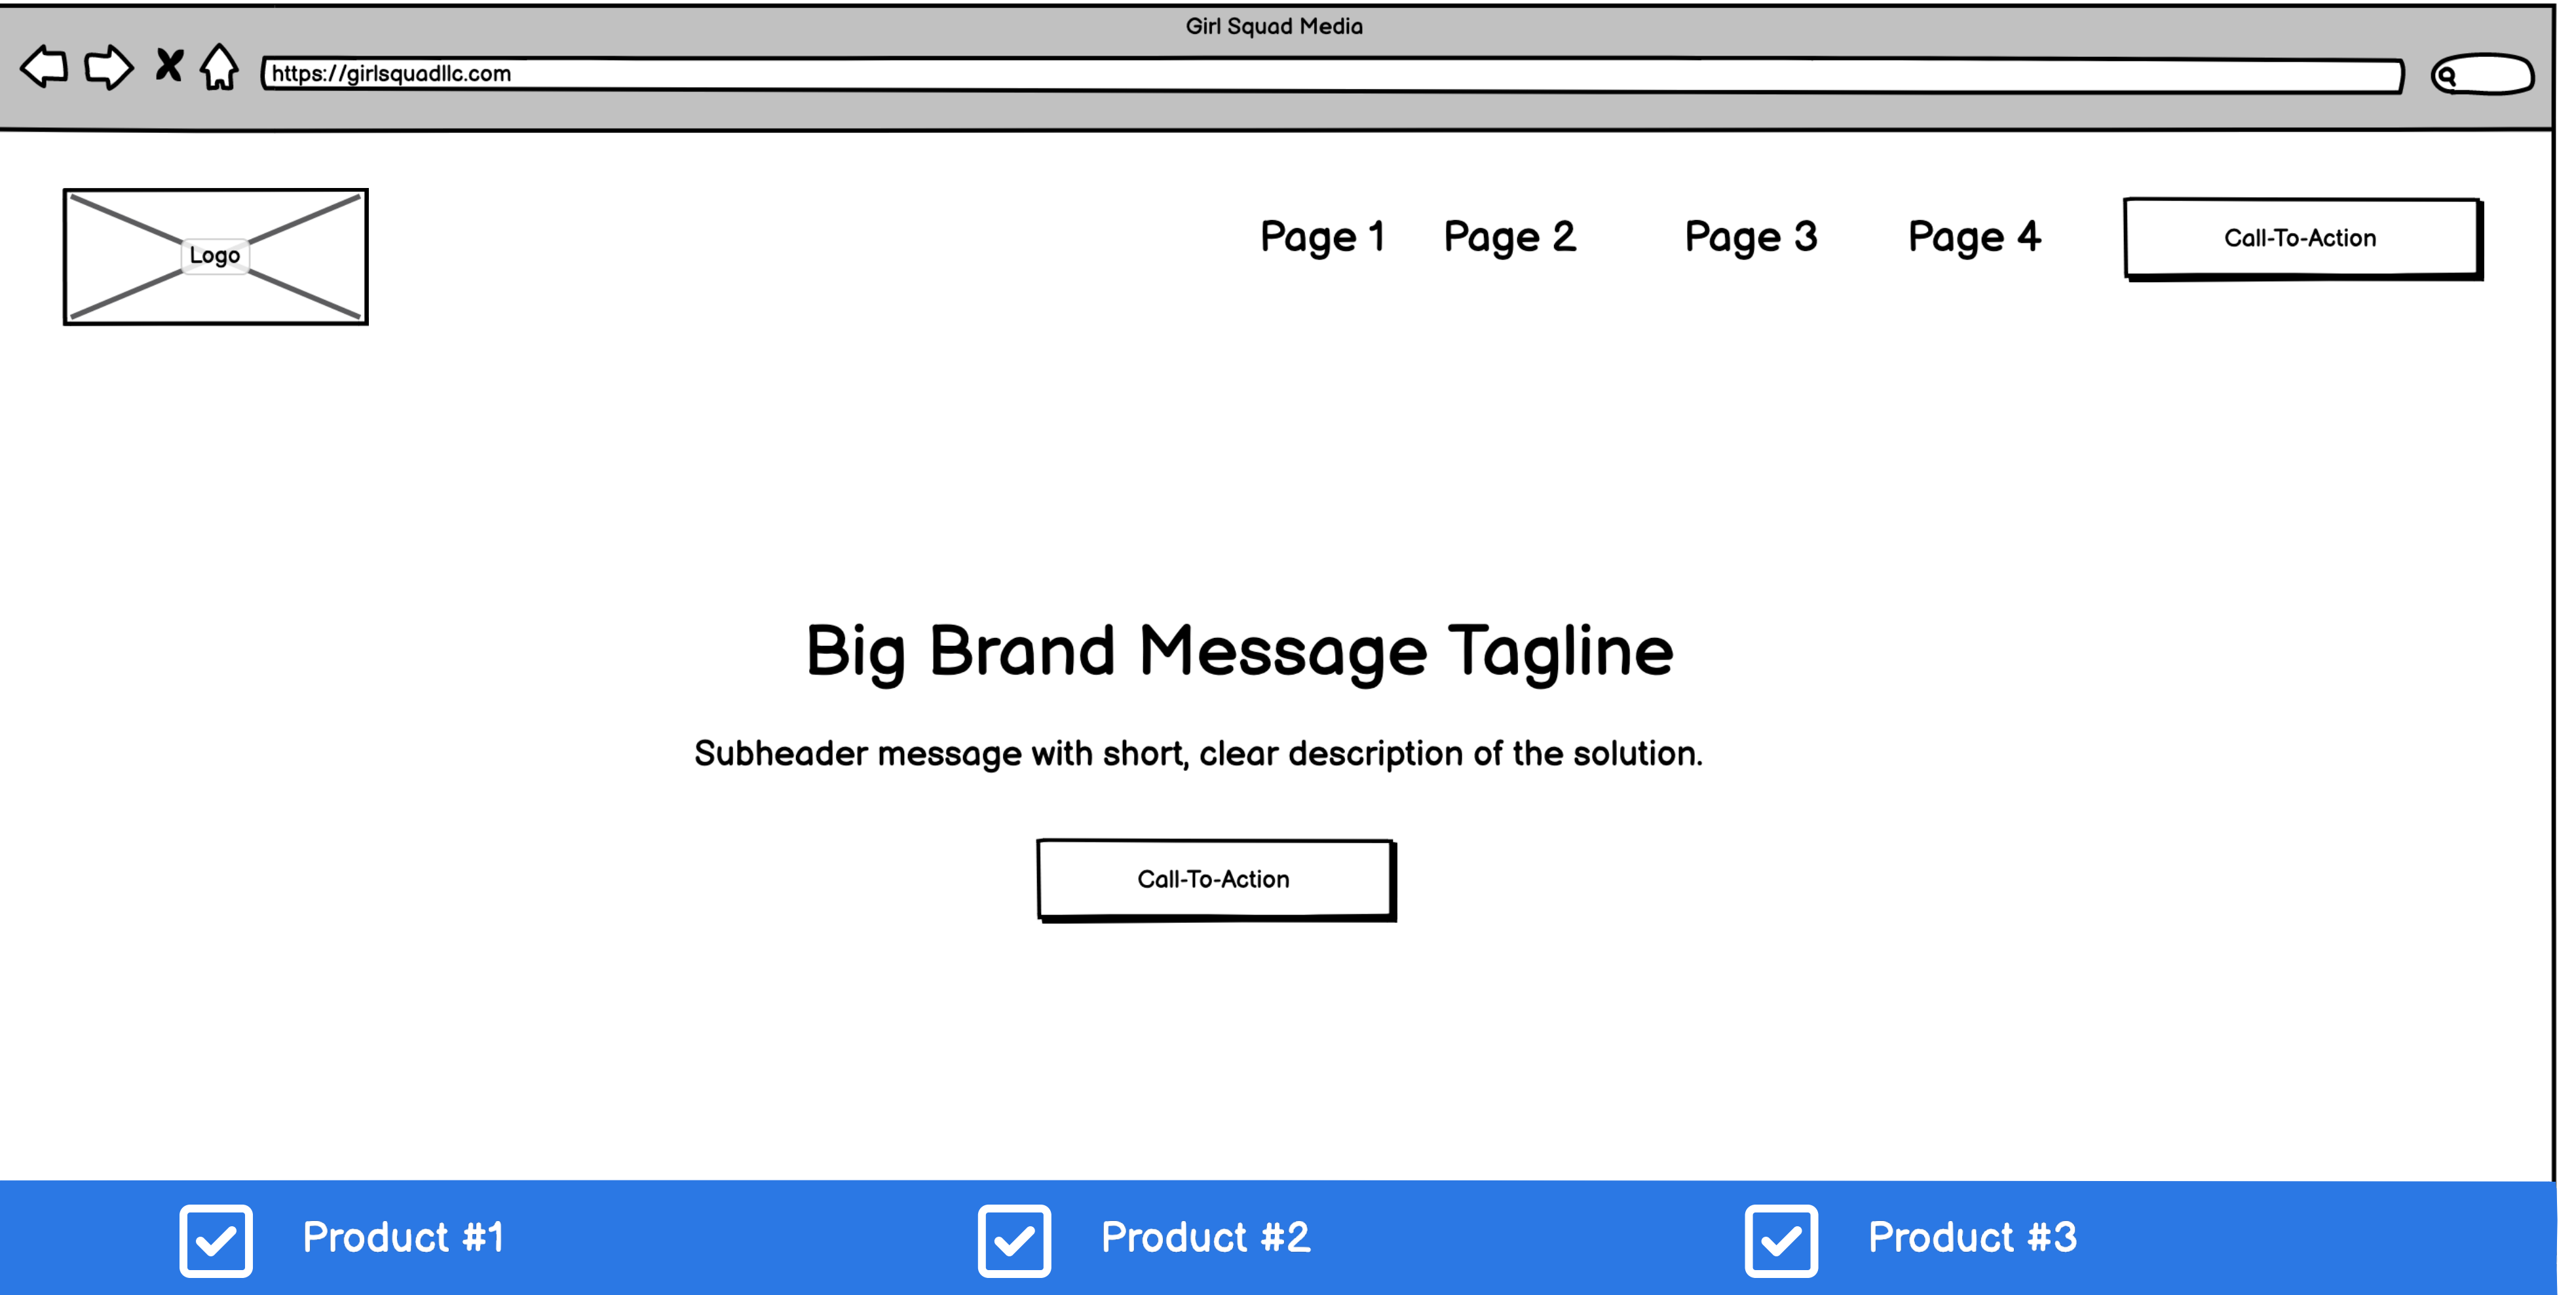 Girl Squad Media
https://girlsquadllc.com
Logo
Page 1 Page 2 Page 3 Page 4 Call-To-Action
Big Brand Message Tagline
Subheader message with short, clear description of the solution.
Call-To-Action
Product #1 Product #2 Product #3